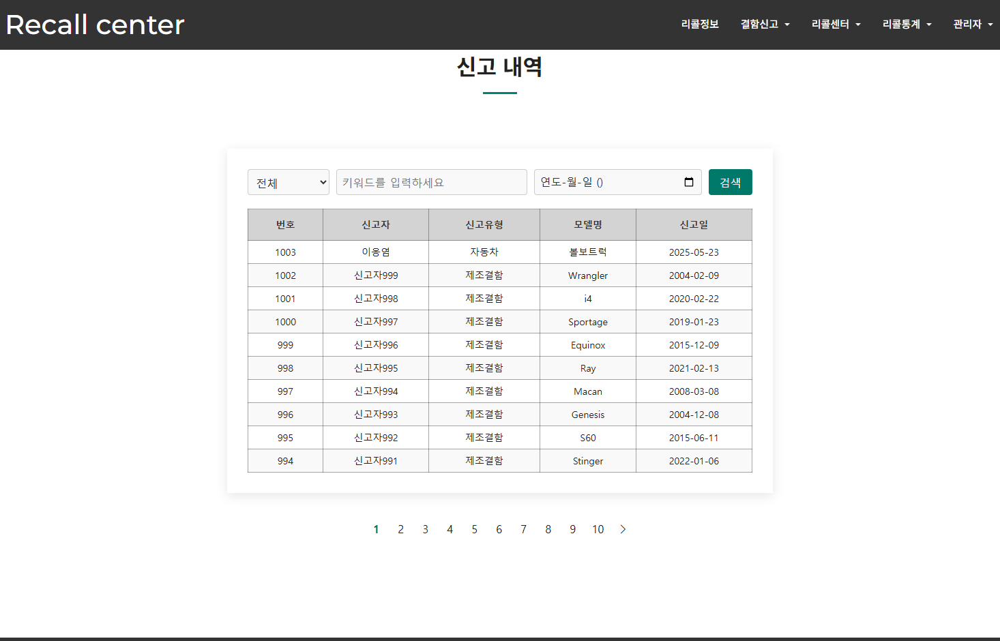 Recall center
리콜정보 결함신고 리콜센터 리콜통계 관리자
신고 내역
전체 키워드를 입력하세요 연도-월-일 () 검색
번호 신고자 신고유형 모델명 신고일
1003 이웅엽 자동차 볼보트럭 2025-05-23
1002 신고자999 제조결함 Wrangler 2004-02-09
1001 신고자998 제조결함 i4 2020-02-22
1000 신고자997 제조결함 Sportage 2019-01-23
999 신고자996 제조결함 Equinox 2015-12-09
998 신고자995 제조결함 Ray 2021-02-13
997 신고자994 제조결함 Macan 2008-03-08
996 신고자993 제조결함 Genesis 2004-12-08
995 신고자992 제조결함 S60 2015-06-11
994 신고자991 제조결함 Stinger 2022-01-06
1 2 3 4 5 6 7 8 9 10